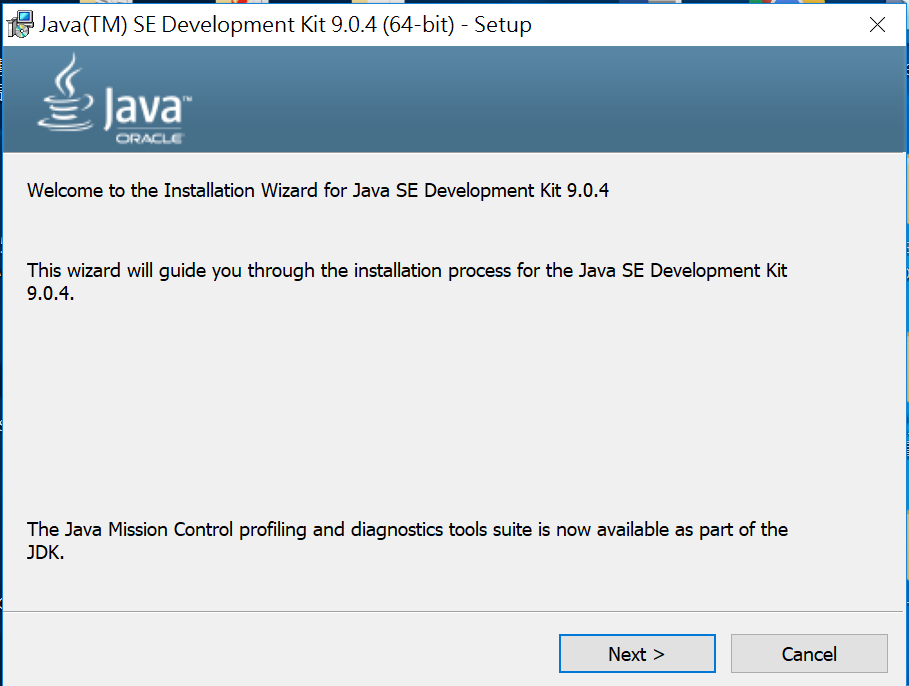 Java(TM) SE Development Kit 9.0.4 (64-bit) - Setup
Java™
ORACLE
Welcome to the Installation Wizard for Java SE Development Kit 9.0.4
This wizard will guide you through the installation process for the Java SE Development Kit
9.0.4.
The Java Mission Control profiling and diagnostics tools suite is now available as part of the
JDK.
Next >
Cancel